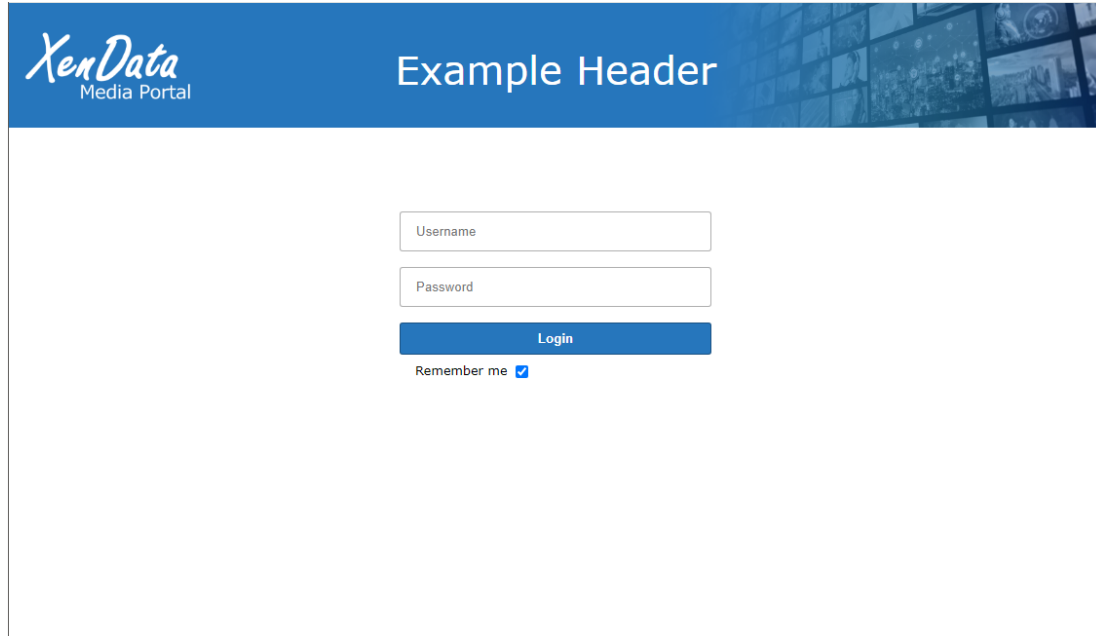 XenData
Media Portal
Example Header
Username
Password
Login
Remember me